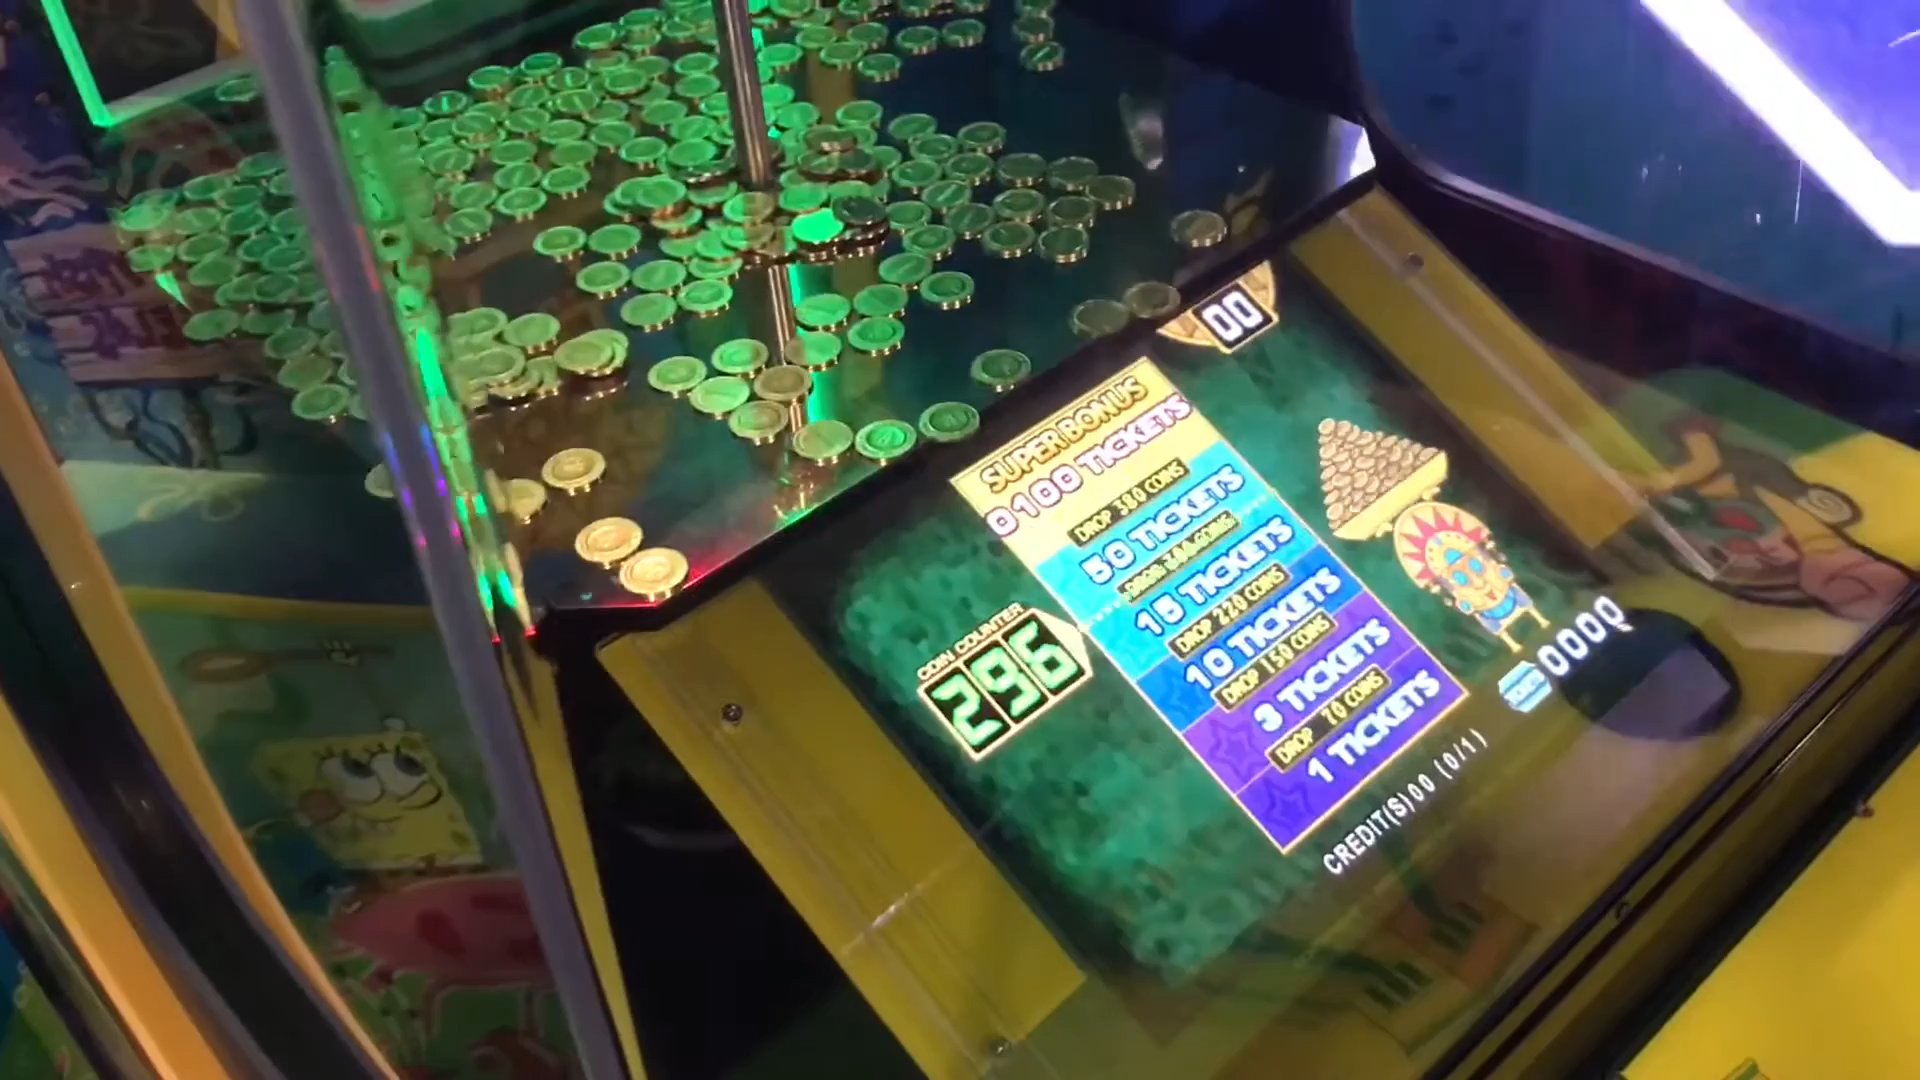 00
SUPER BONUS
0100 TICKETS
DROP 380 COINS
50 TICKETS
15 TICKETS
DROP 220 COINS
10 TICKETS
DROP 150 COINS
3 TICKETS
DROP 70 COINS
1 TICKETS
COIN COUNTER
296
0000
CREDIT(S)00 (0/1)